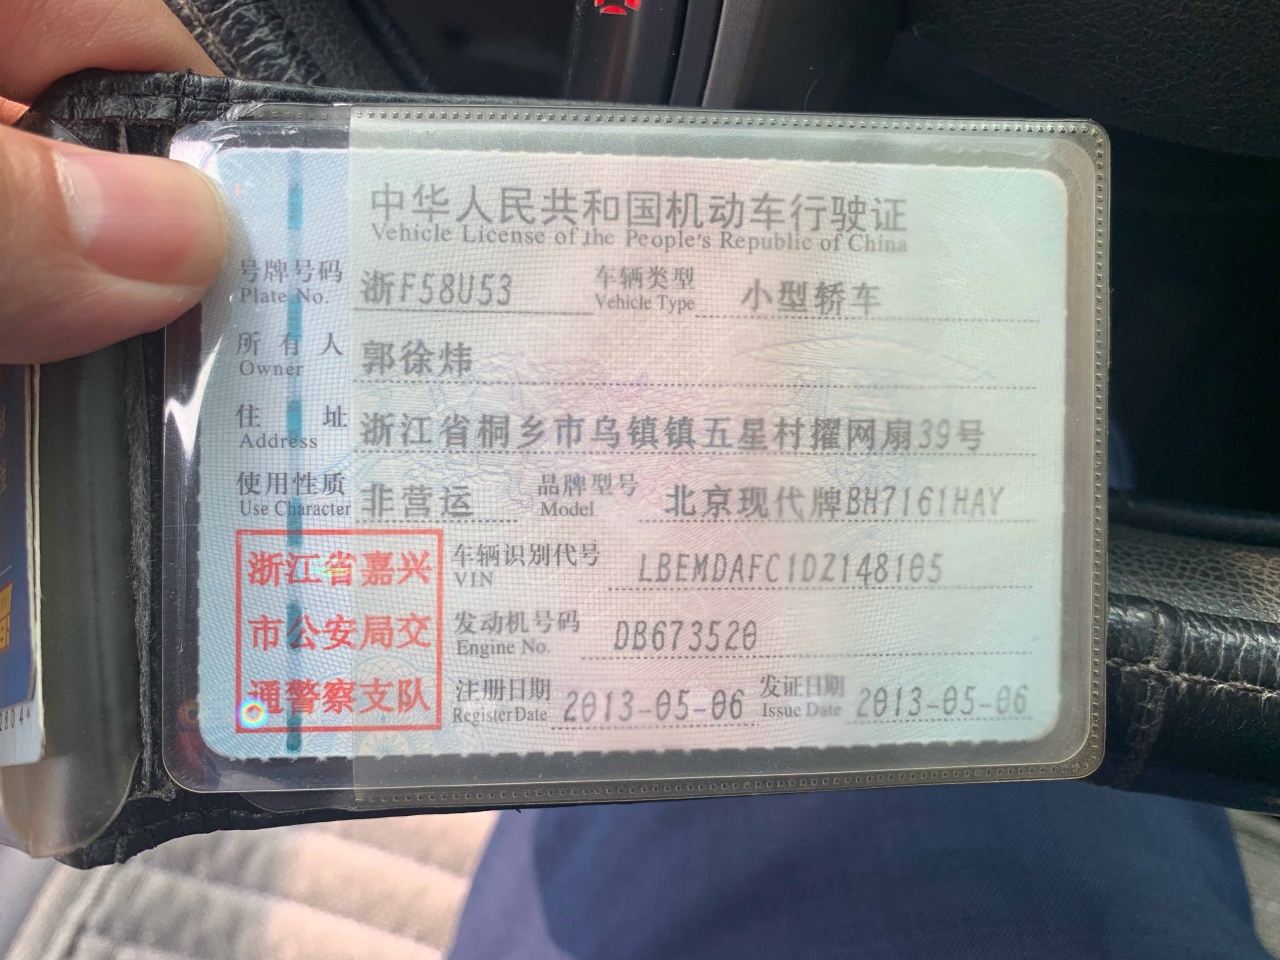 中华人民共和国机动车行驶证
Vehicle License of the People's Republic of China
号牌号码 浙F58U53 车辆类型 小型轿车
Plate No. Vehicle Type
所有人 郭徐炜
Owner
住址 浙江省桐乡市乌镇镇五星村擢网扇39号
Address
使用性质 非营运 品牌型号 北京现代牌BH7161HAY
Use Character Model
浙江省嘉兴
市公安局交
通警察支队
车辆识别代号 LBEMDAFC1DZ148105
VIN
发动机号码 DB673520
Engine No.
注册日期 2013-05-06 发证日期 2013-05-06
Register Date Issue Date